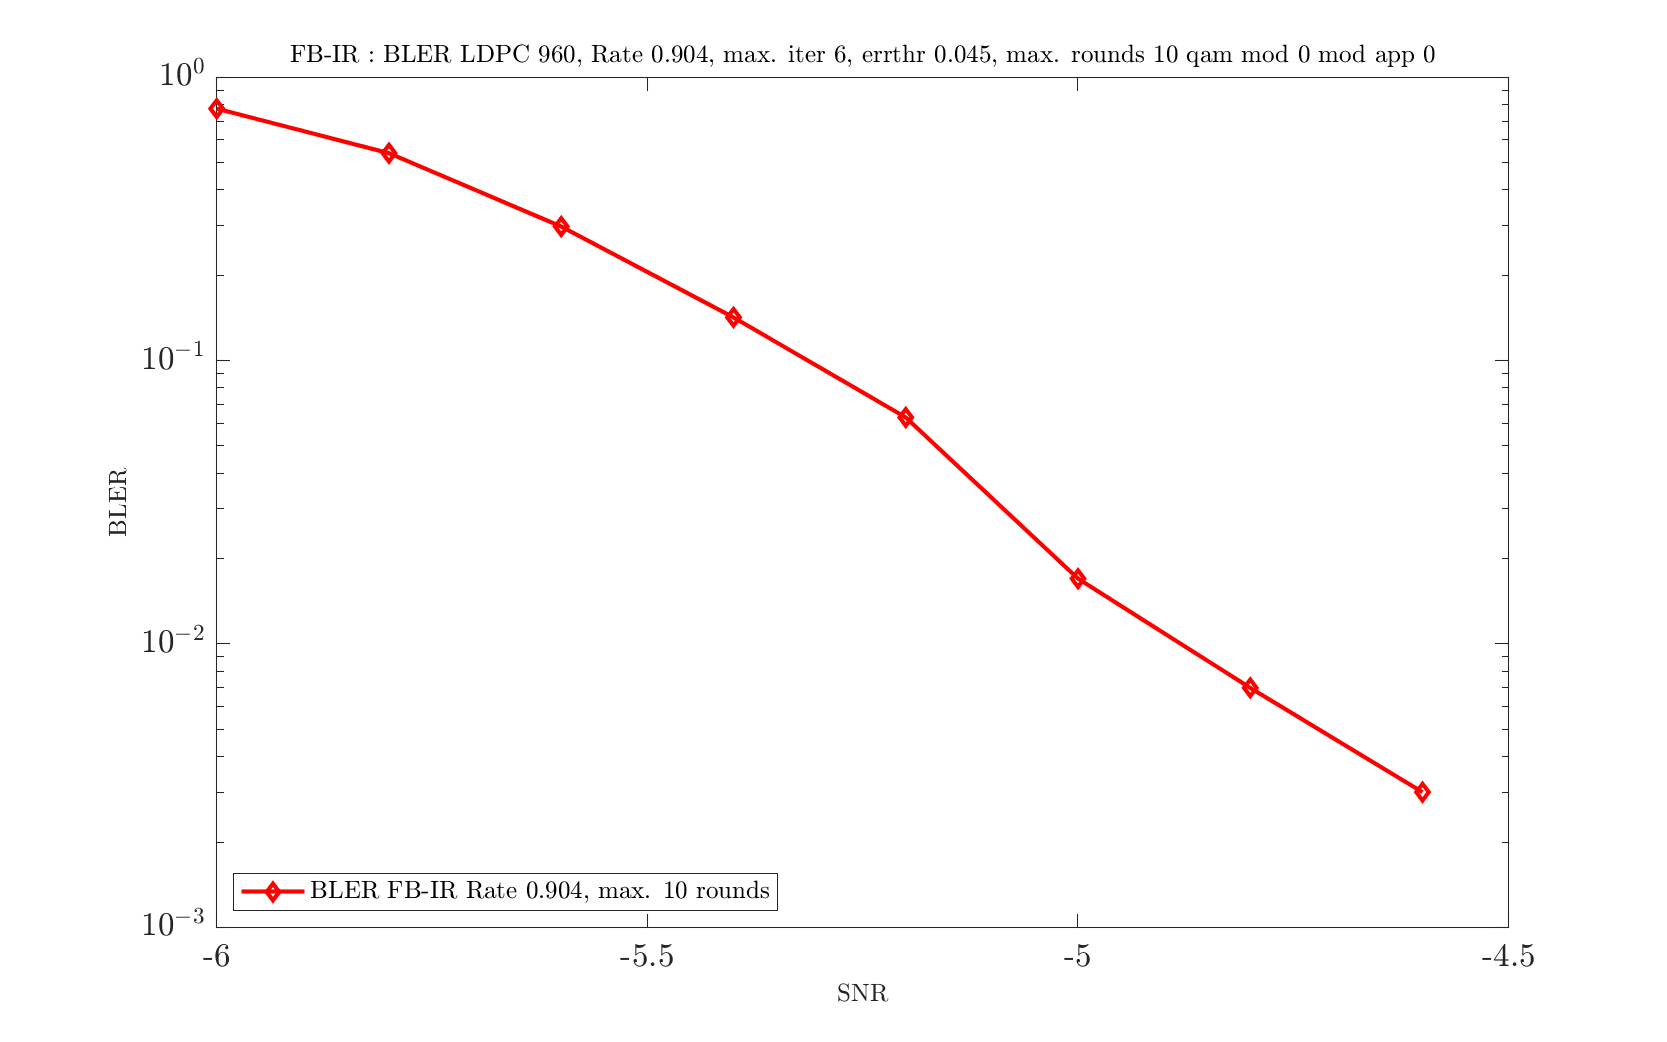 FB-IR : BLER LDPC 960, Rate 0.904, max. iter 6, errthr 0.045, max. rounds 10 qam mod 0 mod app 0
10^0
10^{-1}
BLER
10^{-2}
BLER FB-IR Rate 0.904, max. 10 rounds
10^{-3}
-6 -5.5 -5 -4.5
SNR